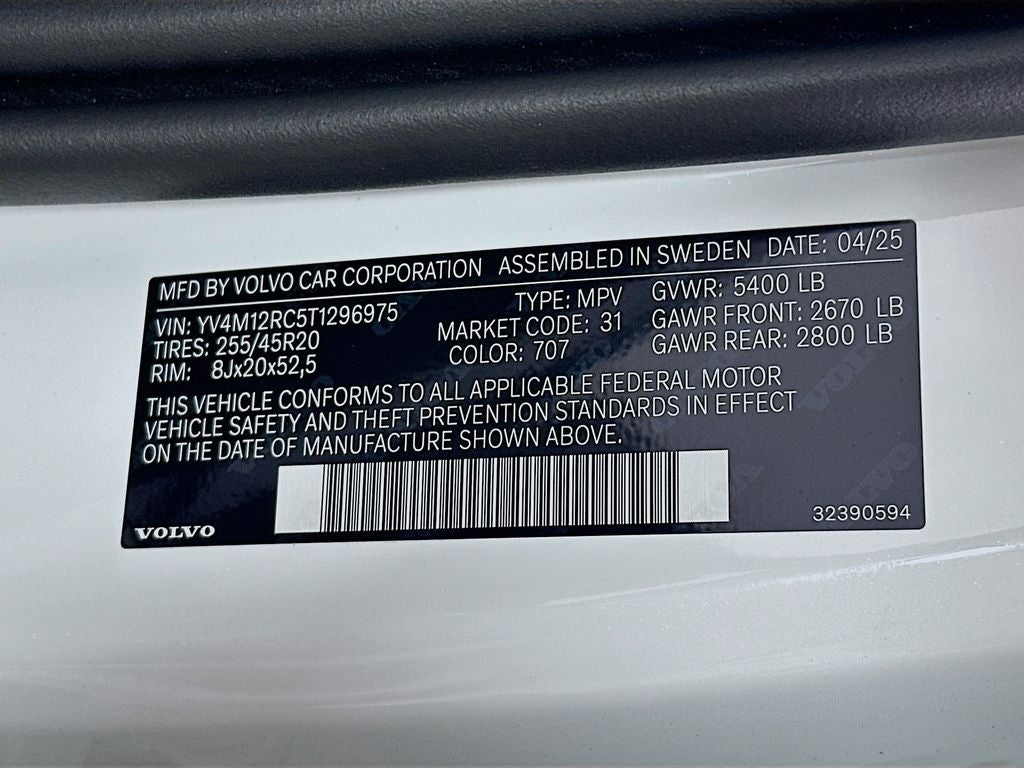 MFD BY VOLVO CAR CORPORATION ASSEMBLED IN SWEDEN DATE: 04/25
VIN: YV4M12RC5T1296975 TYPE: MPV GVWR: 5400 LB
TIRES: 255/45R20 MARKET CODE: 31 GAWR FRONT: 2670 LB
RIM: 8Jx20x52,5 COLOR: 707 GAWR REAR: 2800 LB
THIS VEHICLE CONFORMS TO ALL APPLICABLE FEDERAL MOTOR
VEHICLE SAFETY AND THEFT PREVENTION STANDARDS IN EFFECT
ON THE DATE OF MANUFACTURE SHOWN ABOVE.
VOLVO 32390594